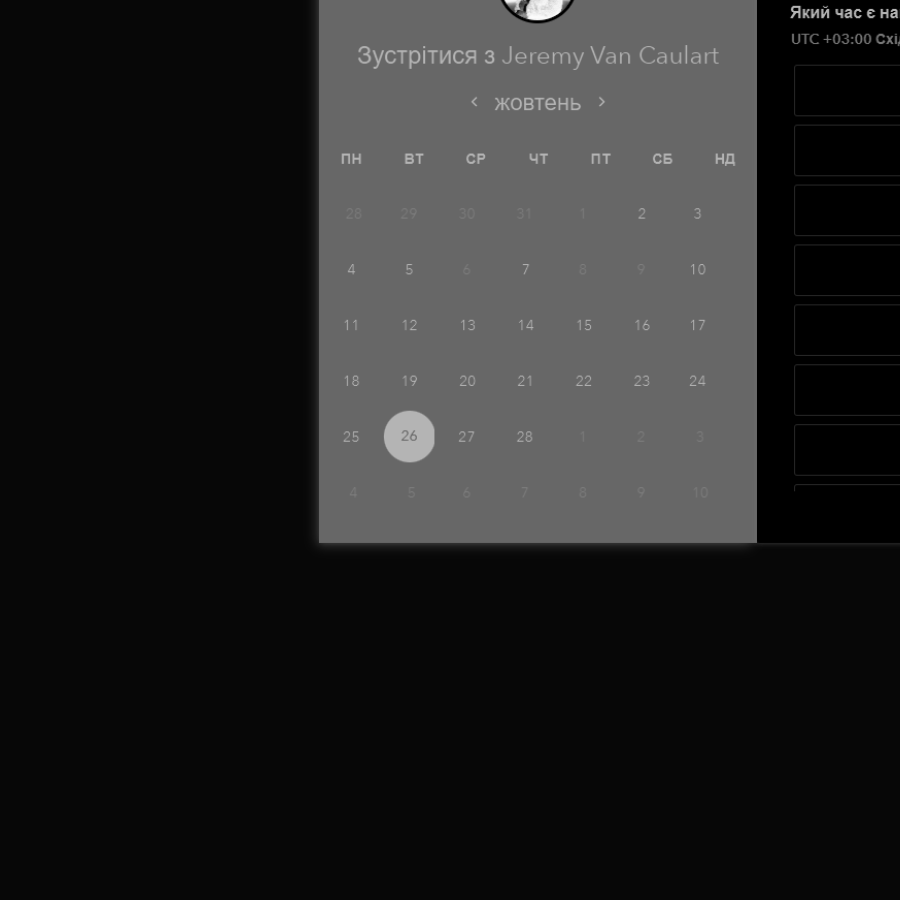 Який час є на
UTC +03:00 Схі
Зустрітися з Jeremy Van Caulart
жовтень
ПН ВТ СР ЧТ ПТ СБ НД
28 29 30 31 1 2 3
4 5 6 7 8 9 10
11 12 13 14 15 16 17
18 19 20 21 22 23 24
25 26 27 28 1 2 3
4 5 6 7 8 9 10